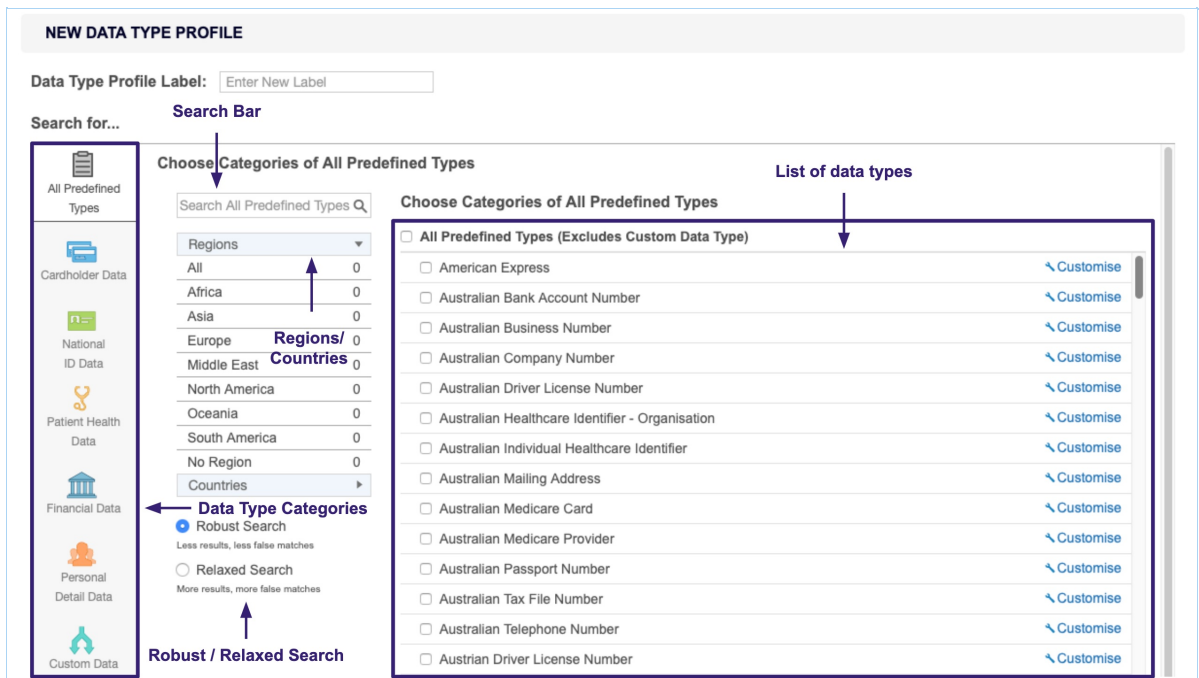 NEW DATA TYPE PROFILE
Data Type Profile Label: Enter New Label
Search Bar
Search for...
All Predefined
Types
Cardholder Data
National
ID Data
Patient Health
Data
Financial Data
Personal
Detail Data
Custom Data
Data Type Categories
Choose Categories of All Predefined Types
Search All Predefined Types
Regions
All 0
Africa 0
Asia 0
Europe 0
Middle East 0
North America 0
Oceania 0
South America 0
No Region 0
Countries
Regions/
Countries
Robust Search
Less results, less false matches
Relaxed Search
More results, more false matches
Robust / Relaxed Search
List of data types
Choose Categories of All Predefined Types
All Predefined Types (Excludes Custom Data Type)
American Express Customise
Australian Bank Account Number Customise
Australian Business Number Customise
Australian Company Number Customise
Australian Driver License Number Customise
Australian Healthcare Identifier - Organisation Customise
Australian Individual Healthcare Identifier Customise
Australian Mailing Address Customise
Australian Medicare Card Customise
Australian Medicare Provider Customise
Australian Passport Number Customise
Australian Tax File Number Customise
Australian Telephone Number Customise
Austrian Driver License Number Customise